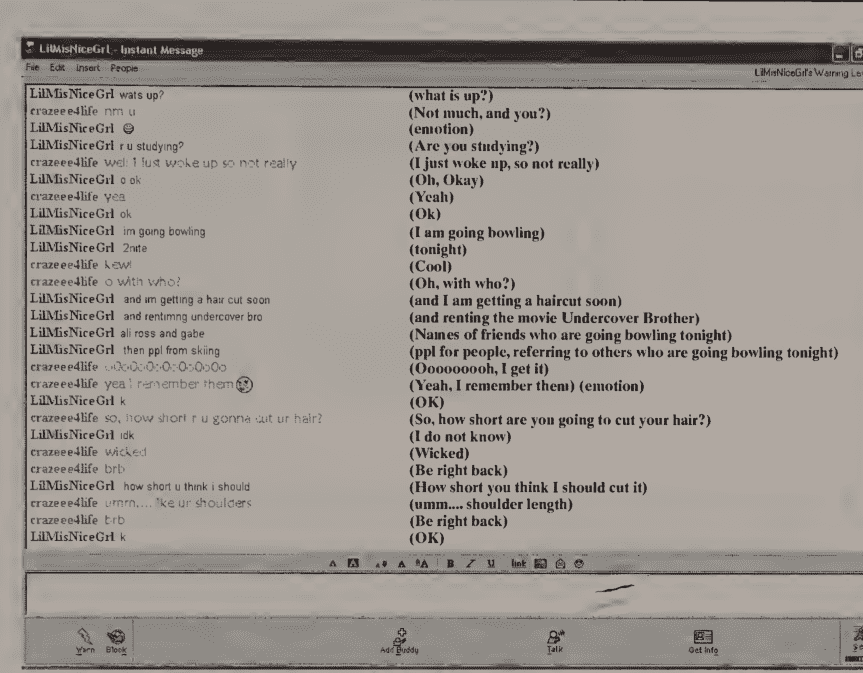 LilMisNiceGrl - Instant Message
File Edit Insert People
LilMisNiceGrl's Warning Le
LilMisNiceGrl wats up? (what is up?)
crazeee4life nm u (Not much, and you?)
LilMisNiceGrl (emotion)
LilMisNiceGrl r u studying? (Are you studying?)
crazeee4life well i just woke up so not really (I just woke up, so not really)
LilMisNiceGrl o ok (Oh, Okay)
crazeee4life yea (Yeah)
LilMisNiceGrl ok (Ok)
LilMisNiceGrl im going bowling (I am going bowling)
LilMisNiceGrl 2nite (tonight)
crazeee4life kewl (Cool)
crazeee4life o with who? (Oh, with who?)
LilMisNiceGrl and im getting a hair cut soon (and I am getting a haircut soon)
LilMisNiceGrl and rentimng undercover bro (and renting the movie Undercover Brother)
LilMisNiceGrl ali ross and gabe (Names of friends who are going bowling tonight)
LilMisNiceGrl then ppl from skiing (ppl for people, referring to others who are going bowling tonight)
crazeee4life (Ooooooooh, I get it)
crazeee4life yea i remember them (Yeah, I remember them) (emotion)
LilMisNiceGrl k (OK)
crazeee4life so, how short r u gonna cut ur hair? (So, how short are you going to cut your hair?)
LilMisNiceGrl idk (I do not know)
crazeee4life wicked (Wicked)
crazeee4life brb (Be right back)
LilMisNiceGrl how short u think i should (How short you think I should cut it)
crazeee4life umm.... like ur shoulders (umm.... shoulder length)
crazeee4life brb (Be right back)
LilMisNiceGrl k (OK)
A A A A A B I U link
Warn Block Add Buddy Talk Get Info